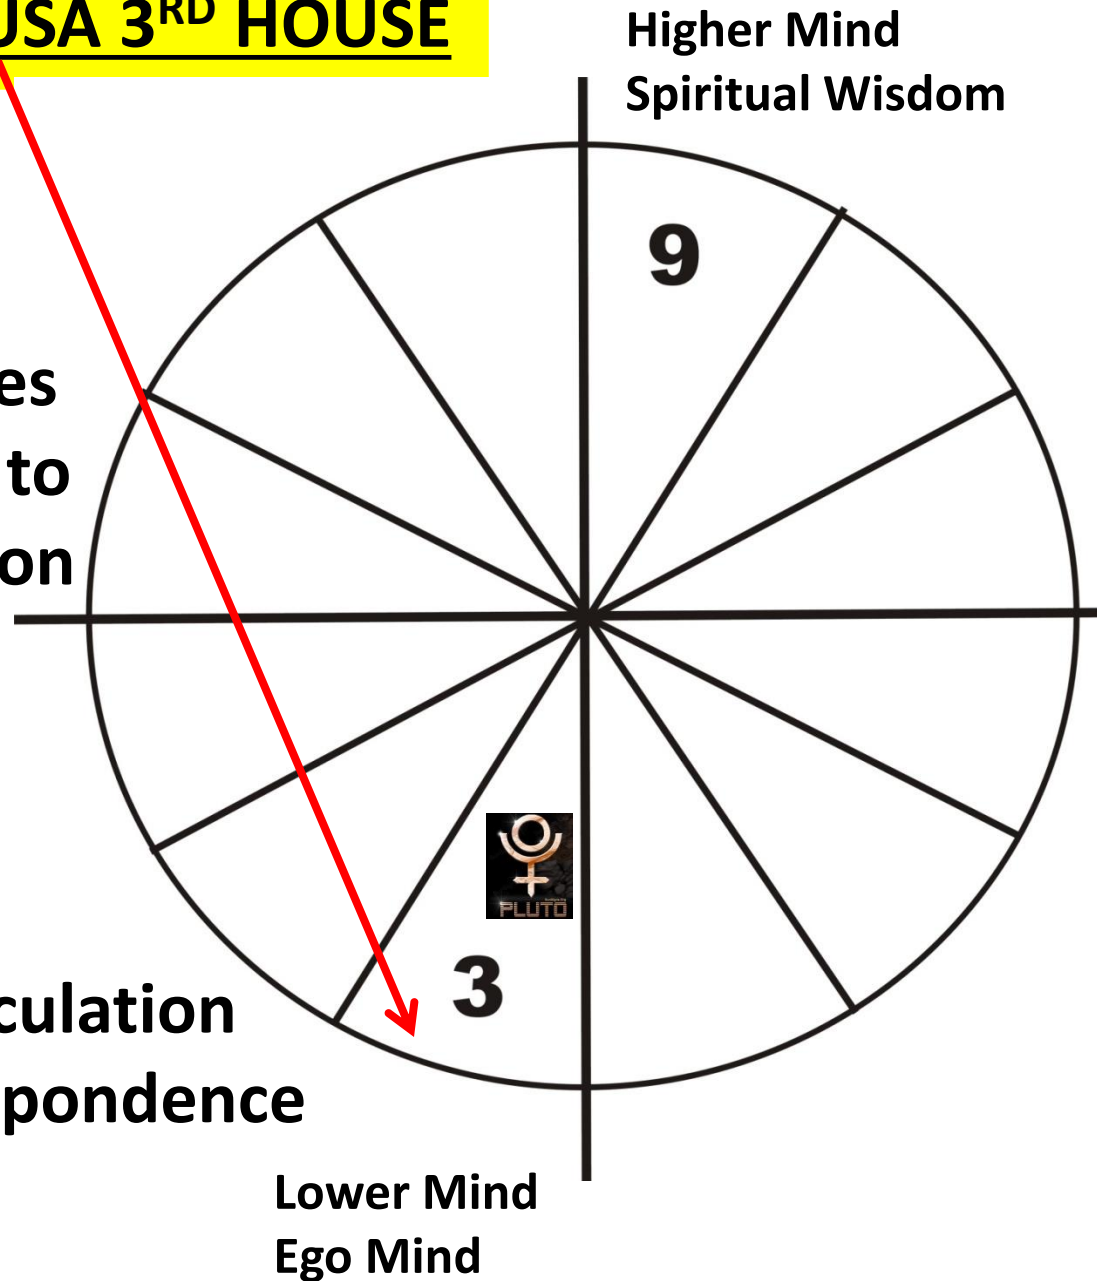 USA 3RD HOUSE
Higher Mind
Spiritual Wisdom
9
es
to
on
PLUTO
3
culation
pondence
Lower Mind
Ego Mind